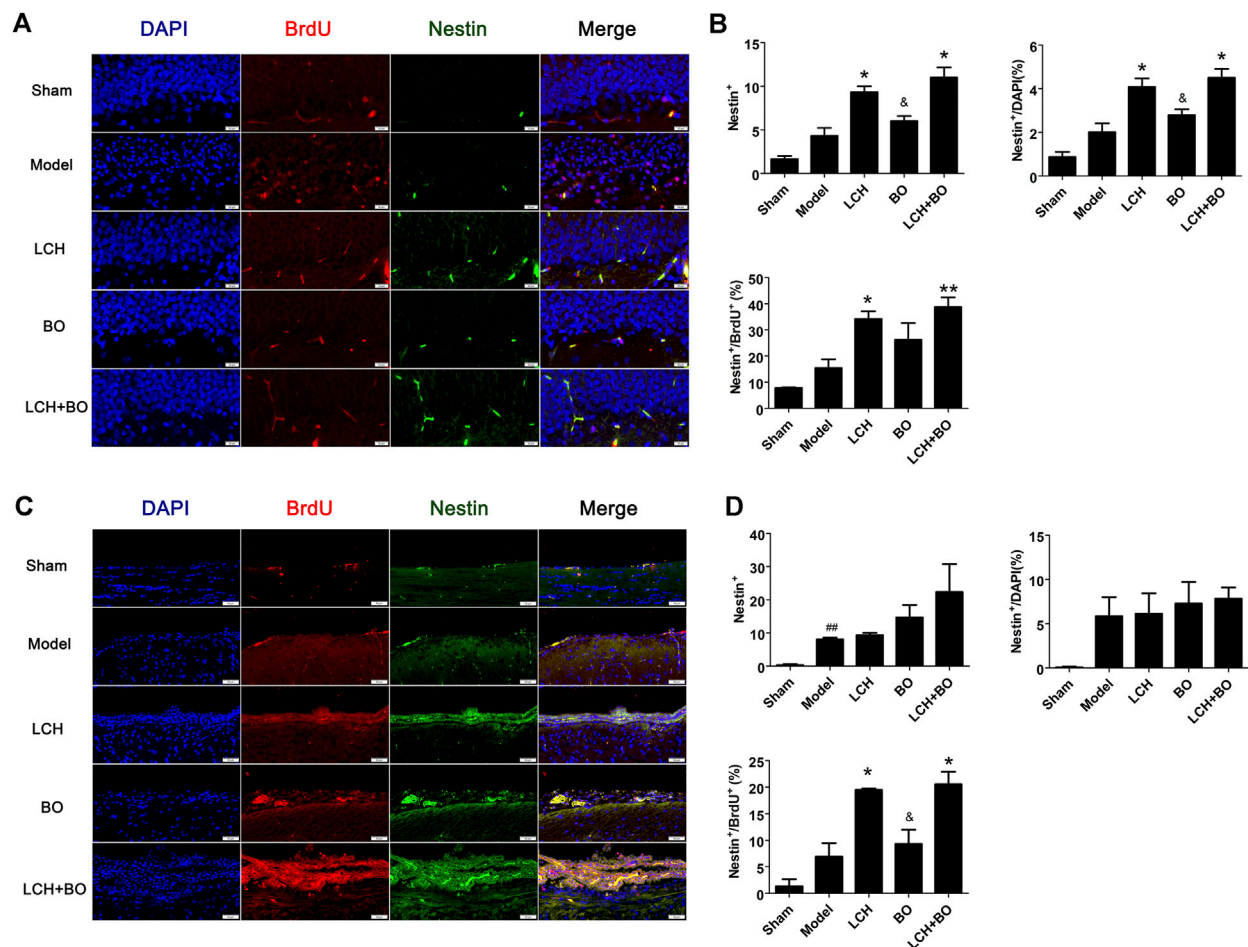 A
DAPI BrdU Nestin Merge
Sham
Model
LCH
BO
LCH+BO
B
Nestin⁺
15
10
5
0
*
&
*
Sham Model LCH BO LCH+BO
Nestin⁺/DAPI(%)
6
4
2
0
*
&
*
Sham Model LCH BO LCH+BO
Nestin⁺/BrdU⁺ (%)
50
40
30
20
10
0
*
**
Sham Model LCH BO LCH+BO
C
DAPI BrdU Nestin Merge
Sham
Model
LCH
BO
LCH+BO
D
Nestin⁺
40
30
20
10
0
##
Sham Model LCH BO LCH+BO
Nestin⁺/DAPI(%)
15
10
5
0
Sham Model LCH BO LCH+BO
Nestin⁺/BrdU⁺ (%)
25
20
15
10
5
0
*
&
*
Sham Model LCH BO LCH+BO